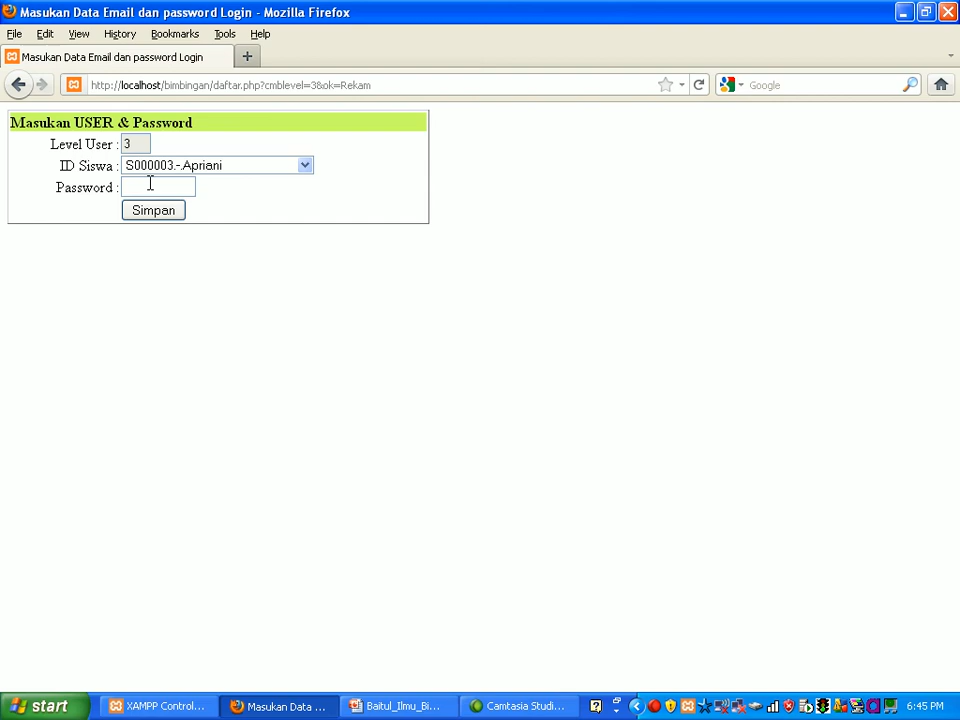 Masukan Data Email dan password Login - Mozilla Firefox
File Edit View History Bookmarks Tools Help
Masukan Data Email dan password Login
http://localhost/bimbingan/daftar.php?cmblevel=3&ok=Rekam
Google
Masukan USER & Password
Level User : 3
ID Siswa : S000003.-.Apriani
Password :
Simpan
start XAMPP Control... Masukan Data ... Baitul_Ilmu_Bi... Camtasia Studi... 6:45 PM